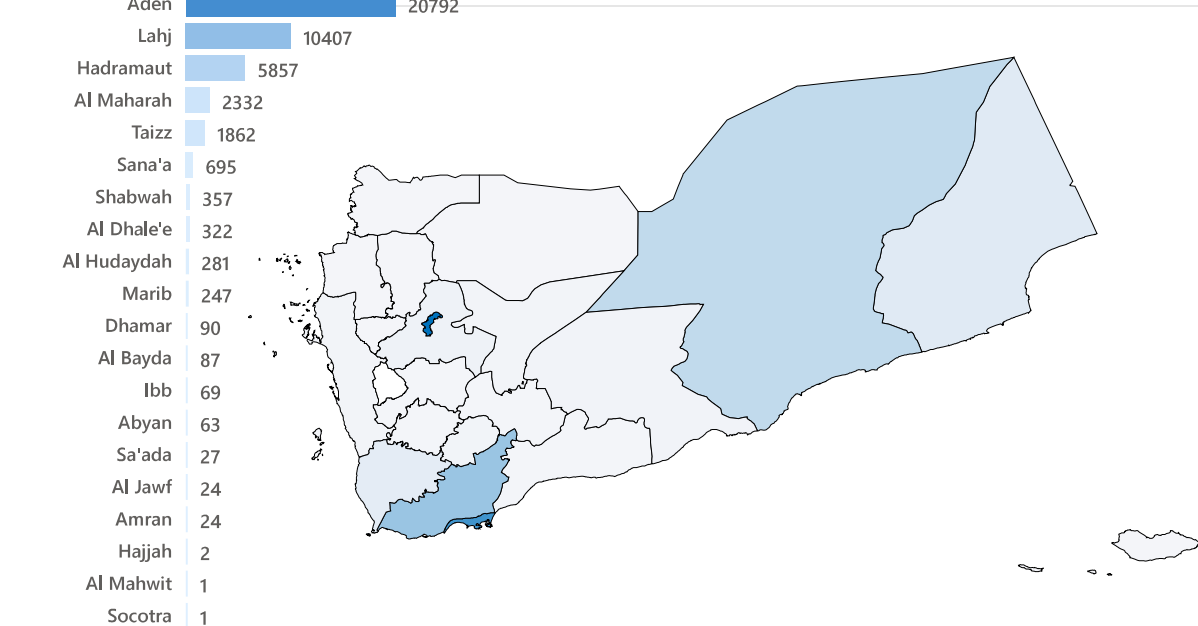 Aden 20792
Lahj 10407
Hadramaut 5857
Al Maharah 2332
Taizz 1862
Sana'a 695
Shabwah 357
Al Dhale'e 322
Al Hudaydah 281
Marib 247
Dhamar 90
Al Bayda 87
Ibb 69
Abyan 63
Sa'ada 27
Al Jawf 24
Amran 24
Hajjah 2
Al Mahwit 1
Socotra 1